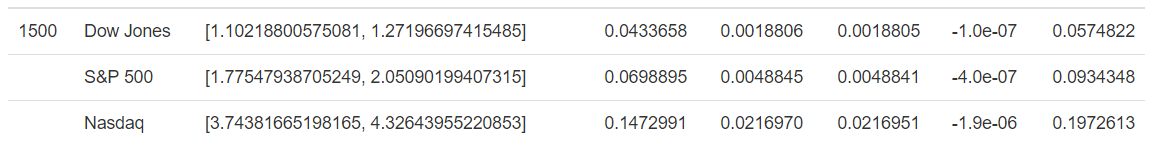 1500 Dow Jones [1.10218800575081, 1.27196697415485] 0.0433658 0.0018806 0.0018805 -1.0e-07 0.0574822
S&P 500 [1.77547938705249, 2.05090199407315] 0.0698895 0.0048845 0.0048841 -4.0e-07 0.0934348
Nasdaq [3.74381665198165, 4.32643955220853] 0.1472991 0.0216970 0.0216951 -1.9e-06 0.1972613